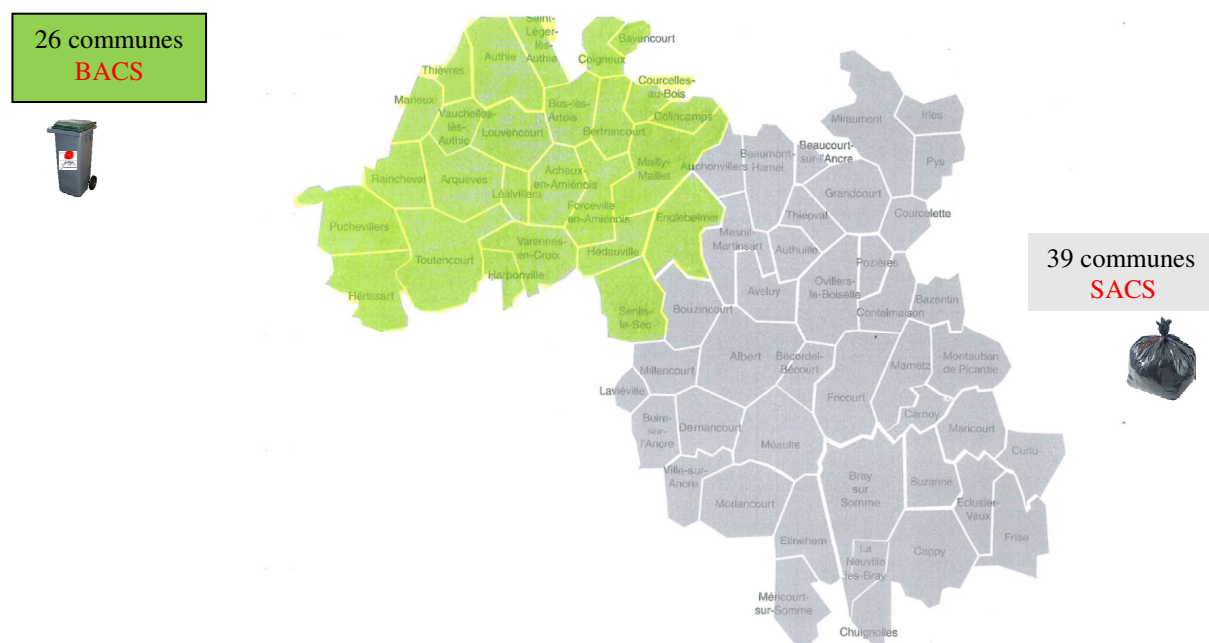 26 communes
BACS
39 communes
SACS
Saint-
Léger-
lès-
Authie
Authie
Bayencourt
Coigneux
Thièvres
Courcelles-
au-Bois
Marieux
Bus-lès-
Artois
Colincamps
Vauchelles-
lès-
Authie
Louvencourt
Bertrancourt
Miraumont
Irles
Mailly-
Maillet
Auchonvillers
Beaumont-
Hamel
Beaucourt-
sur-l'Ancre
Pys
Raincheval
Arquèves
Léalvillers
Acheux-
en-Amiénois
Grandcourt
Forceville
en-Amiénois
Englebelmer
Thiepval
Courcelette
Puchevillers
Mesnil-
Martinsart
Authuille
Toutencourt
Varennes-
en-Croix
Hédauville
Pozières
Harponville
Ovillers-
la-Boiselle
Aveluy
Hérissart
Senlis-
le-Sec
Bouzincourt
Bazentin
Contalmaison
Albert
Bécordel-
Bécourt
Mametz
Montauban
de Picardie
Millencourt
Laviéville
Fricourt
Carnoy
Buire-
sur-
l'Ancre
Dernancourt
Maricourt
Méaulte
Curlu
Ville-sur-
Ancre
Bray
sur
Somme
Suzanne
Morlancourt
Eclusier-
Vaux
Frise
Etinehem
La
Neuville
les-Bray
Cappy
Méricourt-
sur-Somme
Chuignolles